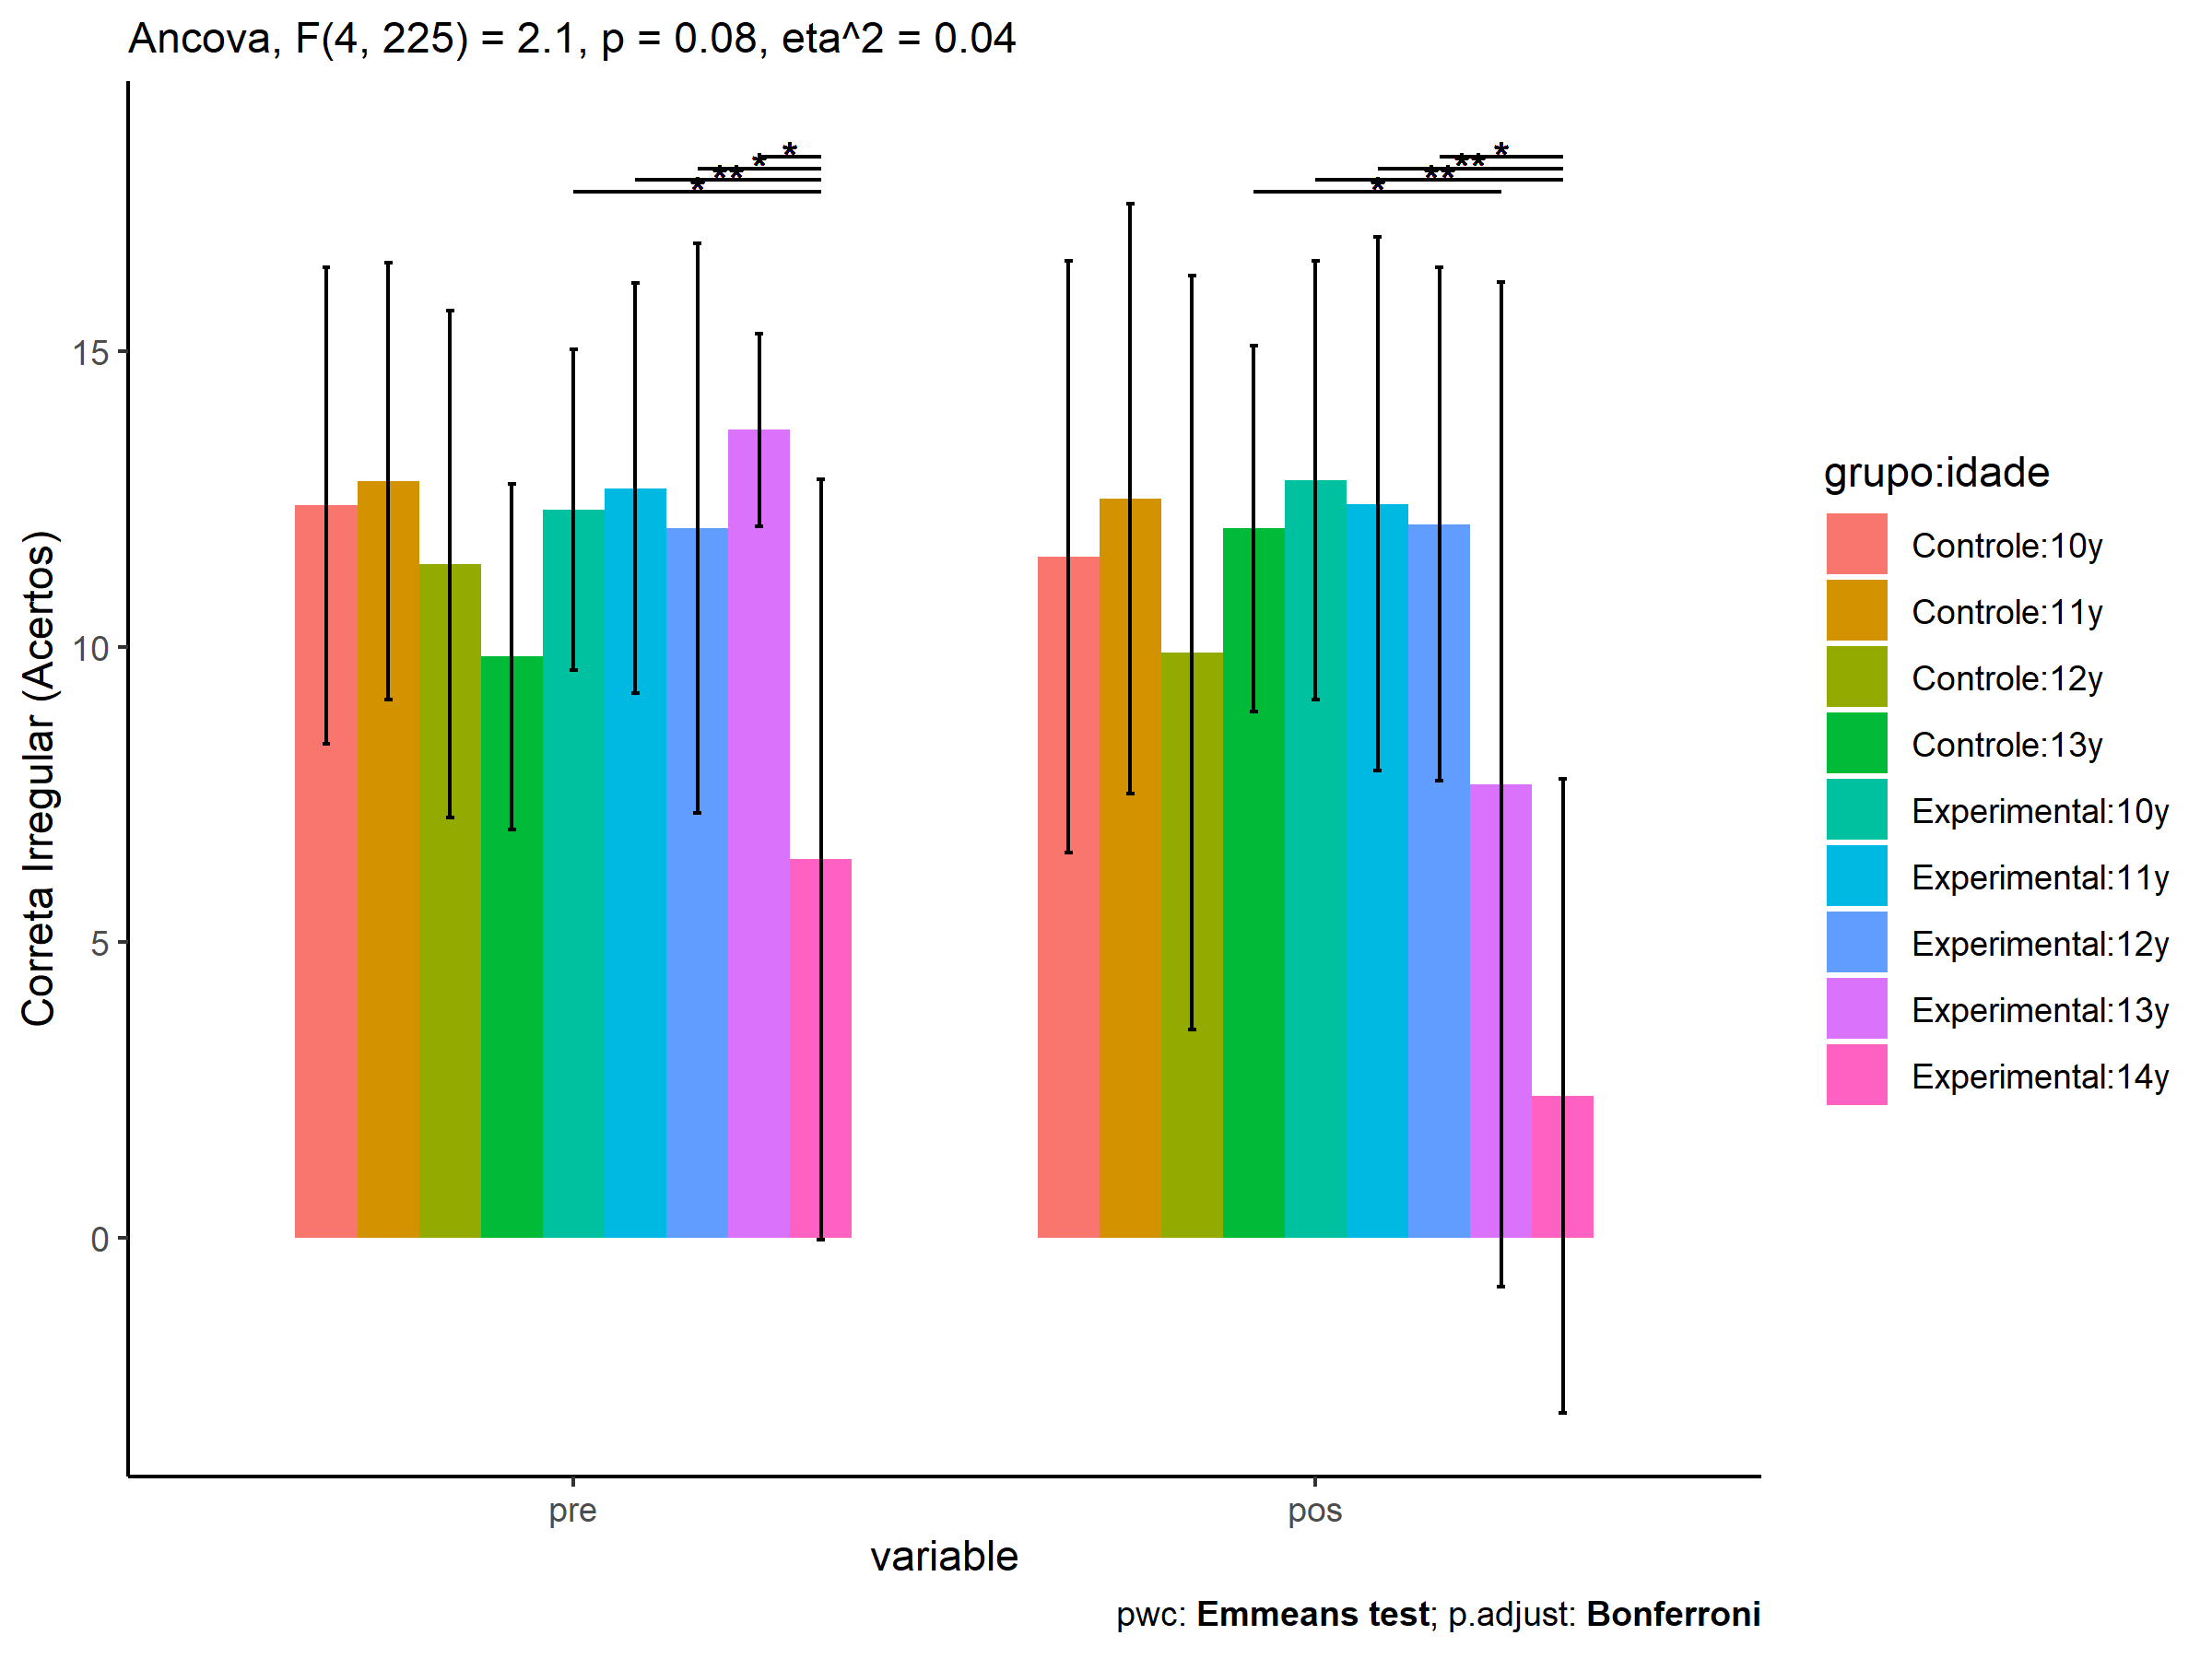 Ancova, F(4, 225) = 2.1, p = 0.08, eta^2 = 0.04
Correta Irregular (Acertos)
15
10
5
0
*
*
**
*
*
**
**
*
pre
pos
variable
pwc: Emmeans test; p.adjust: Bonferroni
grupo:idade
Controle:10y
Controle:11y
Controle:12y
Controle:13y
Experimental:10y
Experimental:11y
Experimental:12y
Experimental:13y
Experimental:14y